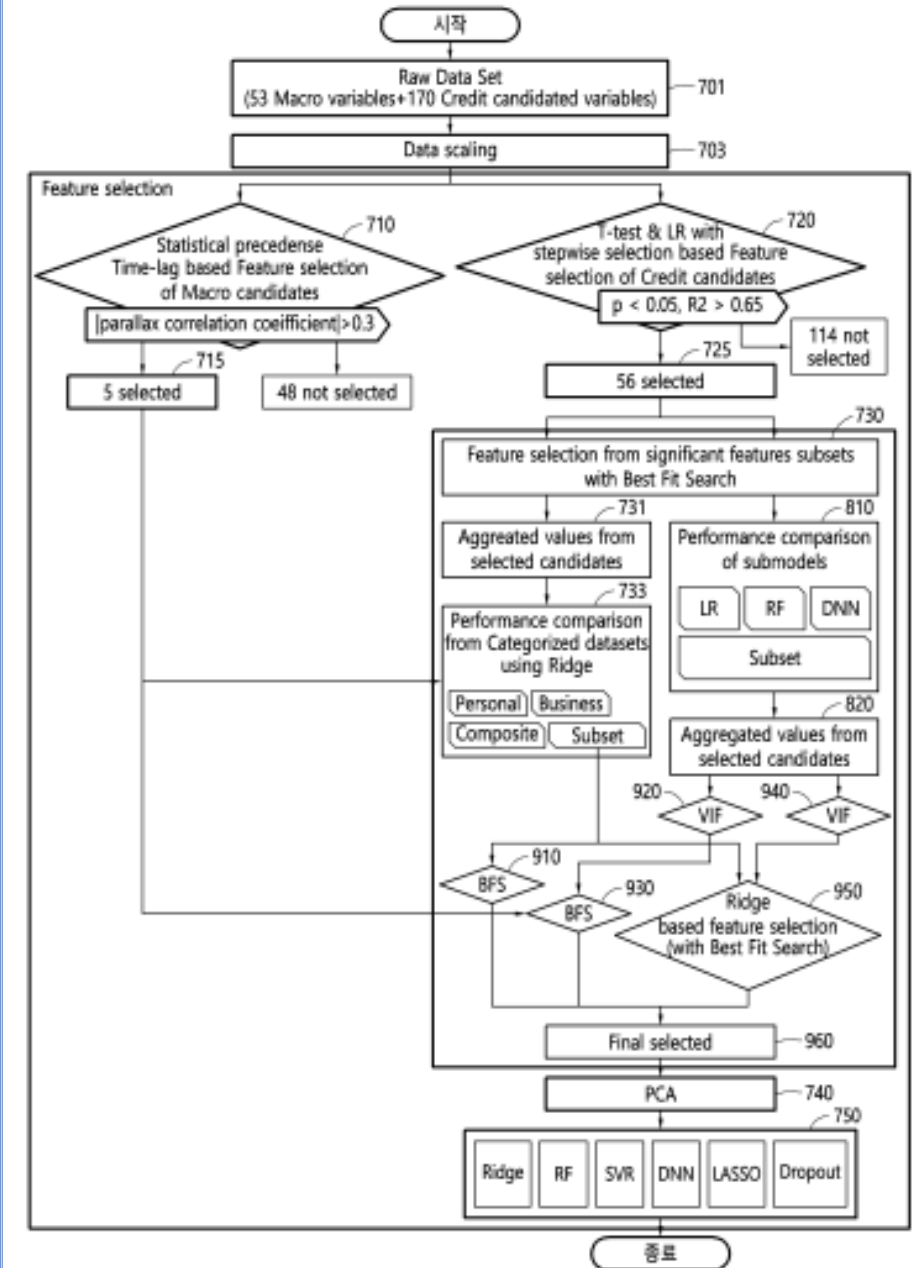 시작
Raw Data Set
(53 Macro variables+170 Credit candidated variables)
701
Data scaling
703
Feature selection
710
Statistical precedense
Time-lag based Feature selection
of Macro candidates
|parallax correlation coeifficient|>0.3
715
5 selected
48 not selected
720
T-test & LR with
stepwise selection based Feature
selection of Credit candidates
p < 0.05, R2 > 0.65
114 not
selected
725
56 selected
730
Feature selection from significant features subsets
with Best Fit Search
731
Aggreated values from
selected candidates
733
Performance comparison
from Categorized datasets
using Ridge
Personal
Business
Composite
Subset
810
Performance comparison
of submodels
LR
RF
DNN
Subset
820
Aggregated values from
selected candidates
920
VIF
940
VIF
910
BFS
930
BFS
950
Ridge
based feature selection
(with Best Fit Search)
Final selected
960
PCA
740
750
Ridge
RF
SVR
DNN
LASSO
Dropout
종료